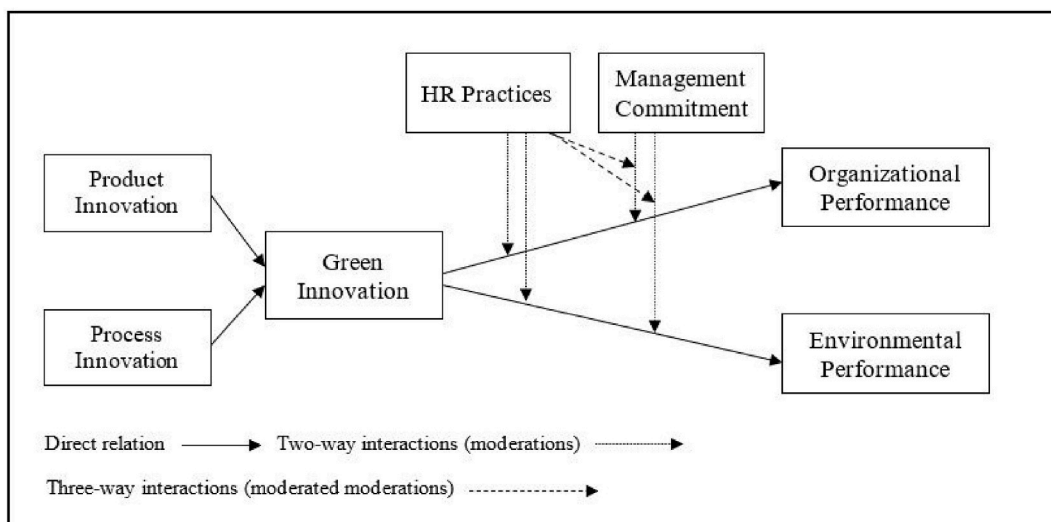 HR Practices
Management
Commitment
Product
Innovation
Organizational
Performance
Green
Innovation
Process
Innovation
Environmental
Performance
Direct relation
Two-way interactions (moderations)
Three-way interactions (moderated moderations)